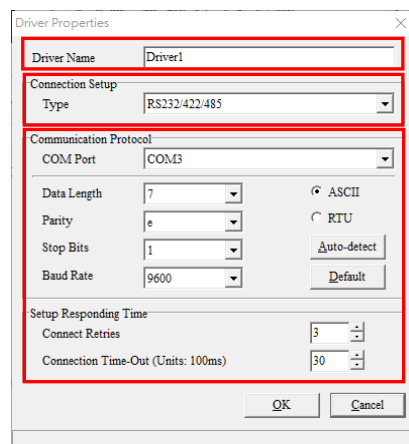 Driver Properties
Driver Name Driver1
Connection Setup
Type RS232/422/485
Communication Protocol
COM Port COM3
Data Length 7 ASCII
Parity e RTU
Stop Bits 1 Auto-detect
Baud Rate 9600 Default
Setup Responding Time
Connect Retries 3
Connection Time-Out (Units: 100ms) 30
OK Cancel